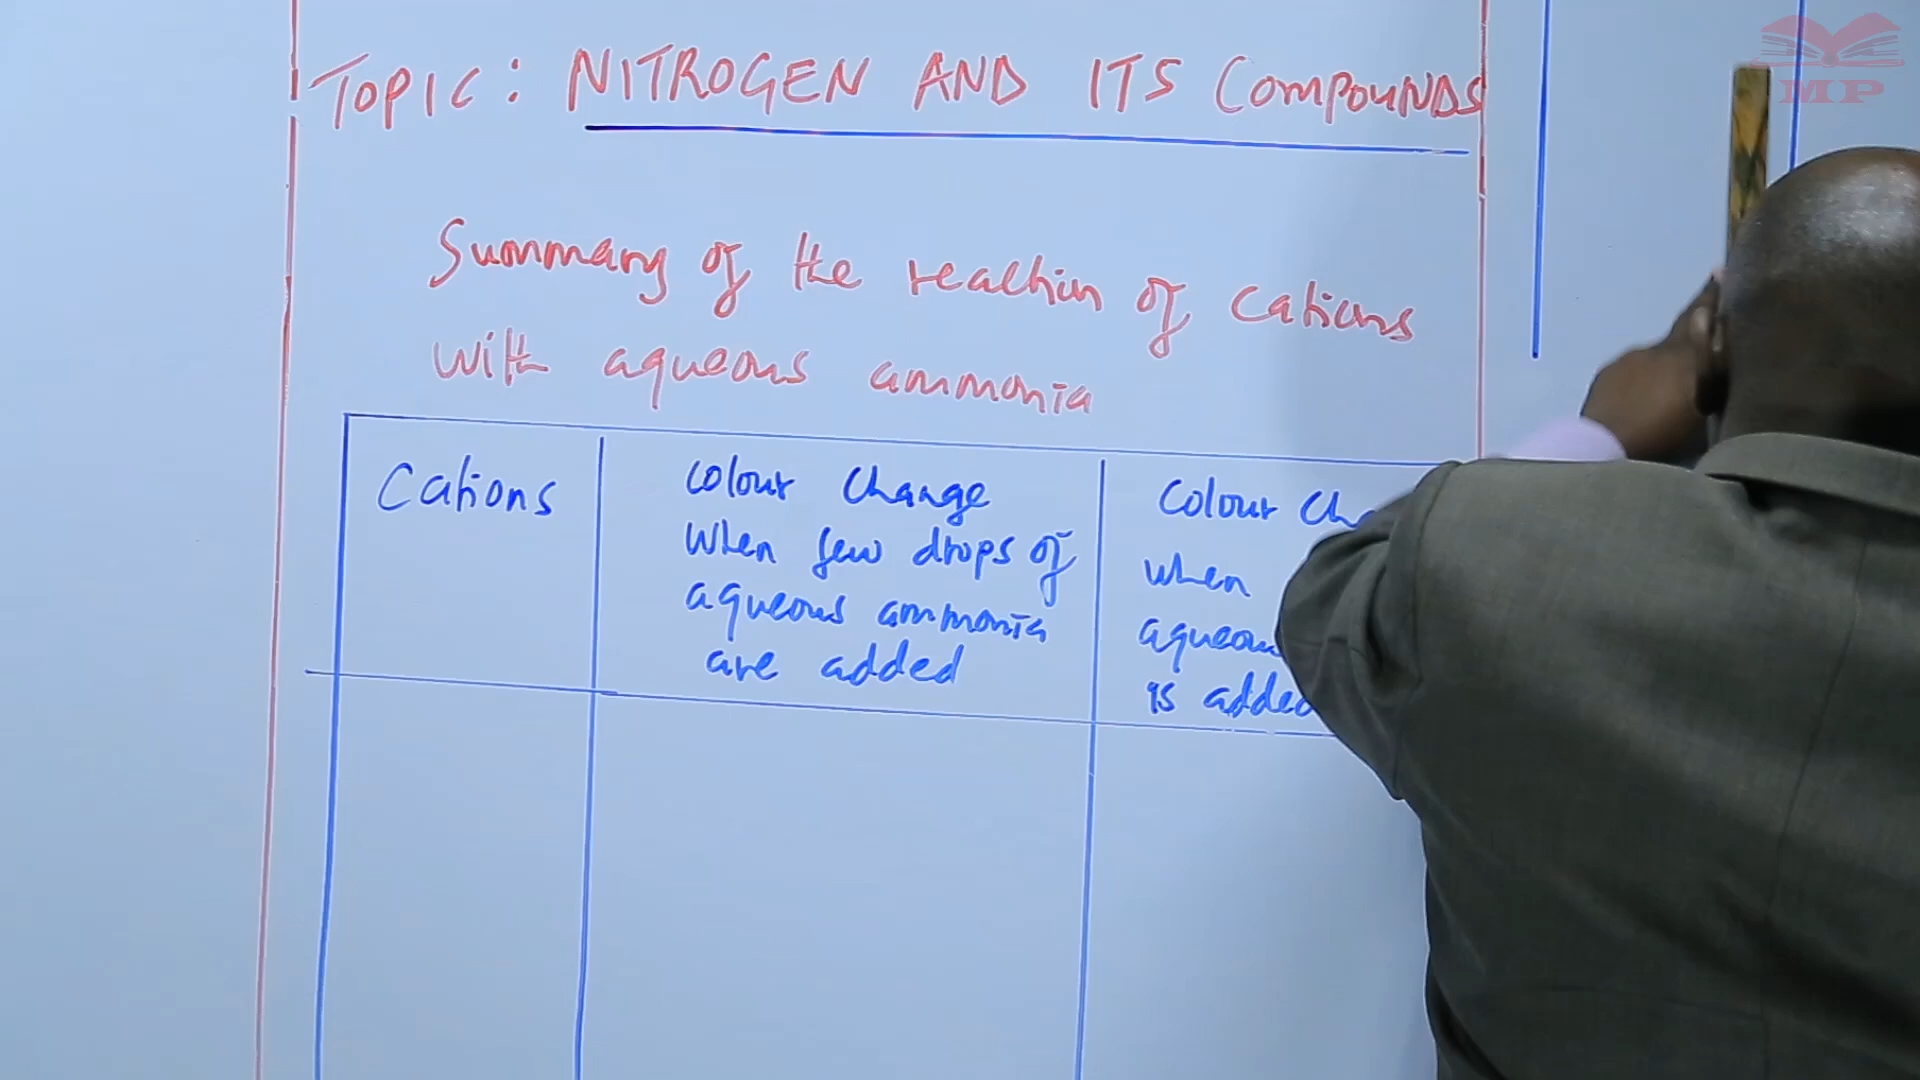 TOPIC: NITROGEN AND ITS COMPOUNDS
Summary of the reaction of cations
with aqueous ammonia
Cations
Colour Change
when few drops of
aqueous ammonia
are added
Colour
when
is added
MP